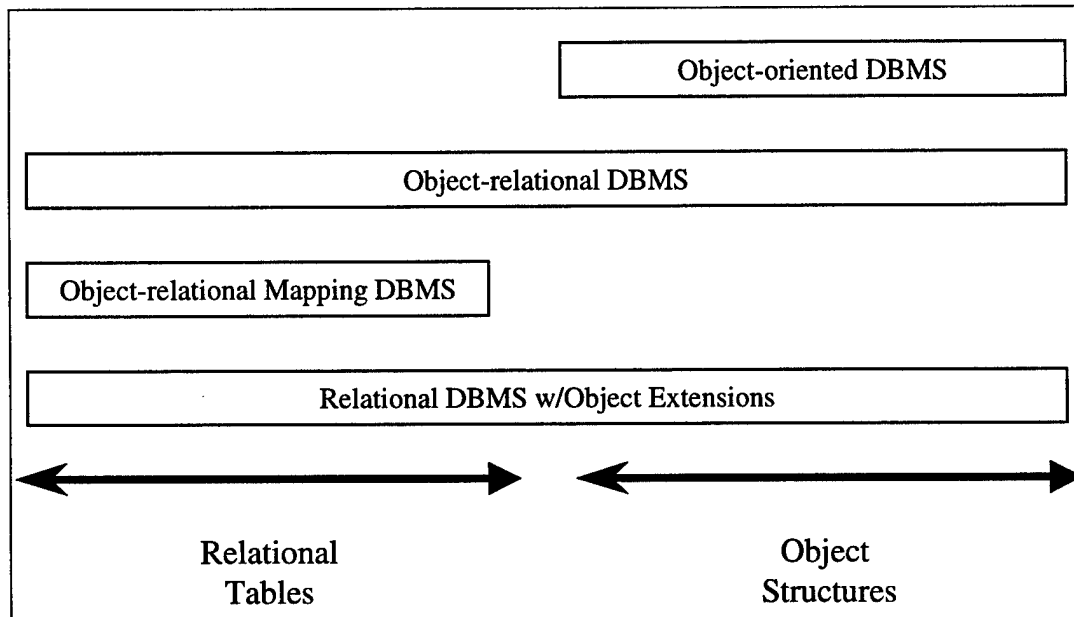 Object-oriented DBMS
Object-relational DBMS
Object-relational Mapping DBMS
Relational DBMS w/Object Extensions
Relational
Tables
Object
Structures